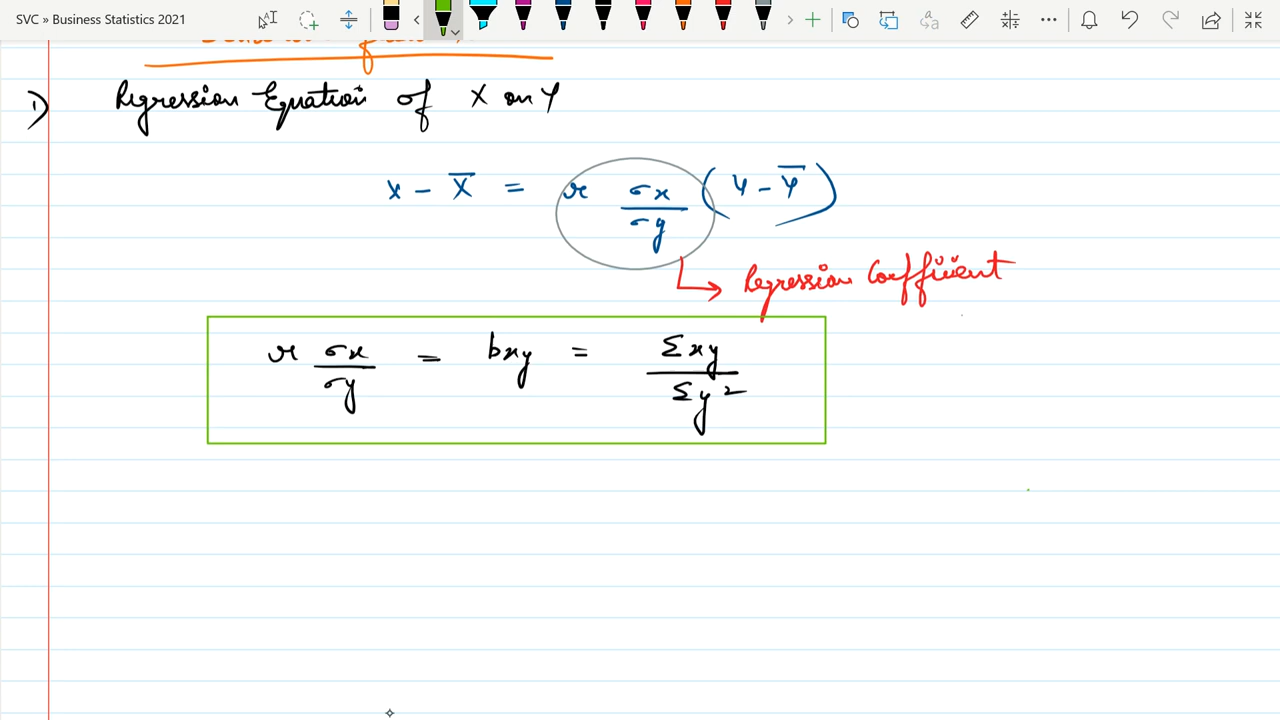 SVC » Business Statistics 2021
1) Regression Equation of X on Y
x - X̅ = r σx/σy (Y - Y̅)
Regression Coefficient
r σx/σy = bxy = Σxy/Σy²